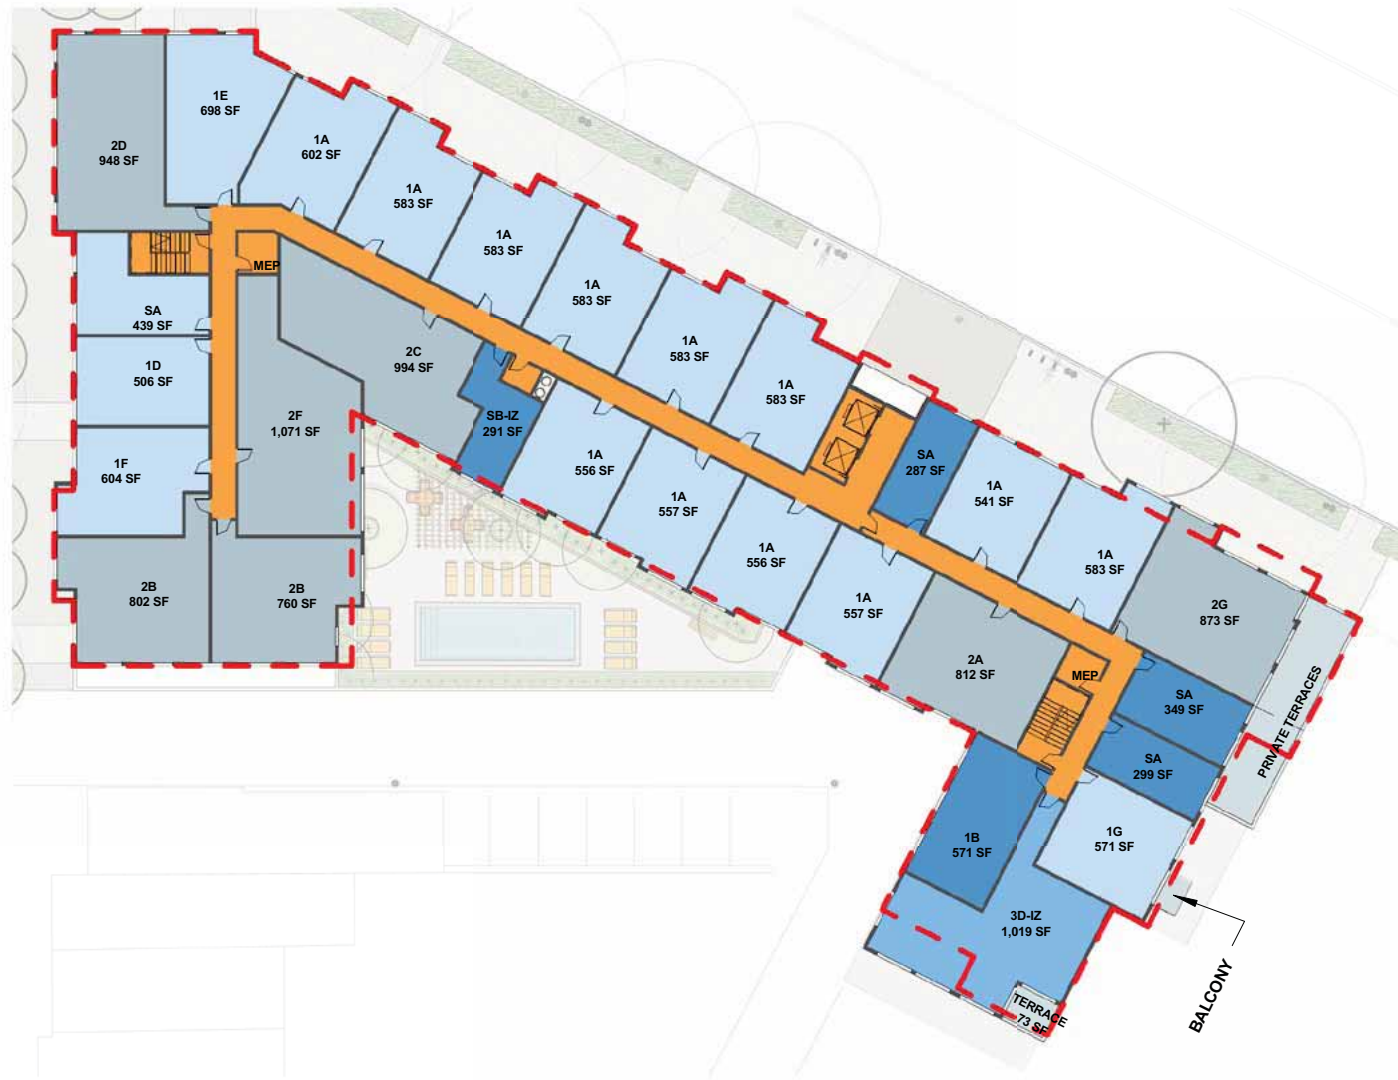 1E
698 SF
2D
948 SF
1A
602 SF
1A
583 SF
1A
583 SF
1A
583 SF
1A
583 SF
1A
583 SF
MEP
SA
439 SF
1D
506 SF
2C
994 SF
2F
1,071 SF
SB-IZ
291 SF
1F
604 SF
1A
556 SF
1A
557 SF
1A
556 SF
1A
557 SF
SA
287 SF
1A
541 SF
1A
583 SF
2G
873 SF
2B
802 SF
2B
760 SF
2A
812 SF
MEP
SA
349 SF
SA
299 SF
PRIVATE TERRACES
1B
571 SF
1G
571 SF
3D-IZ
1,019 SF
TERRACE
73 SF
BALCONY